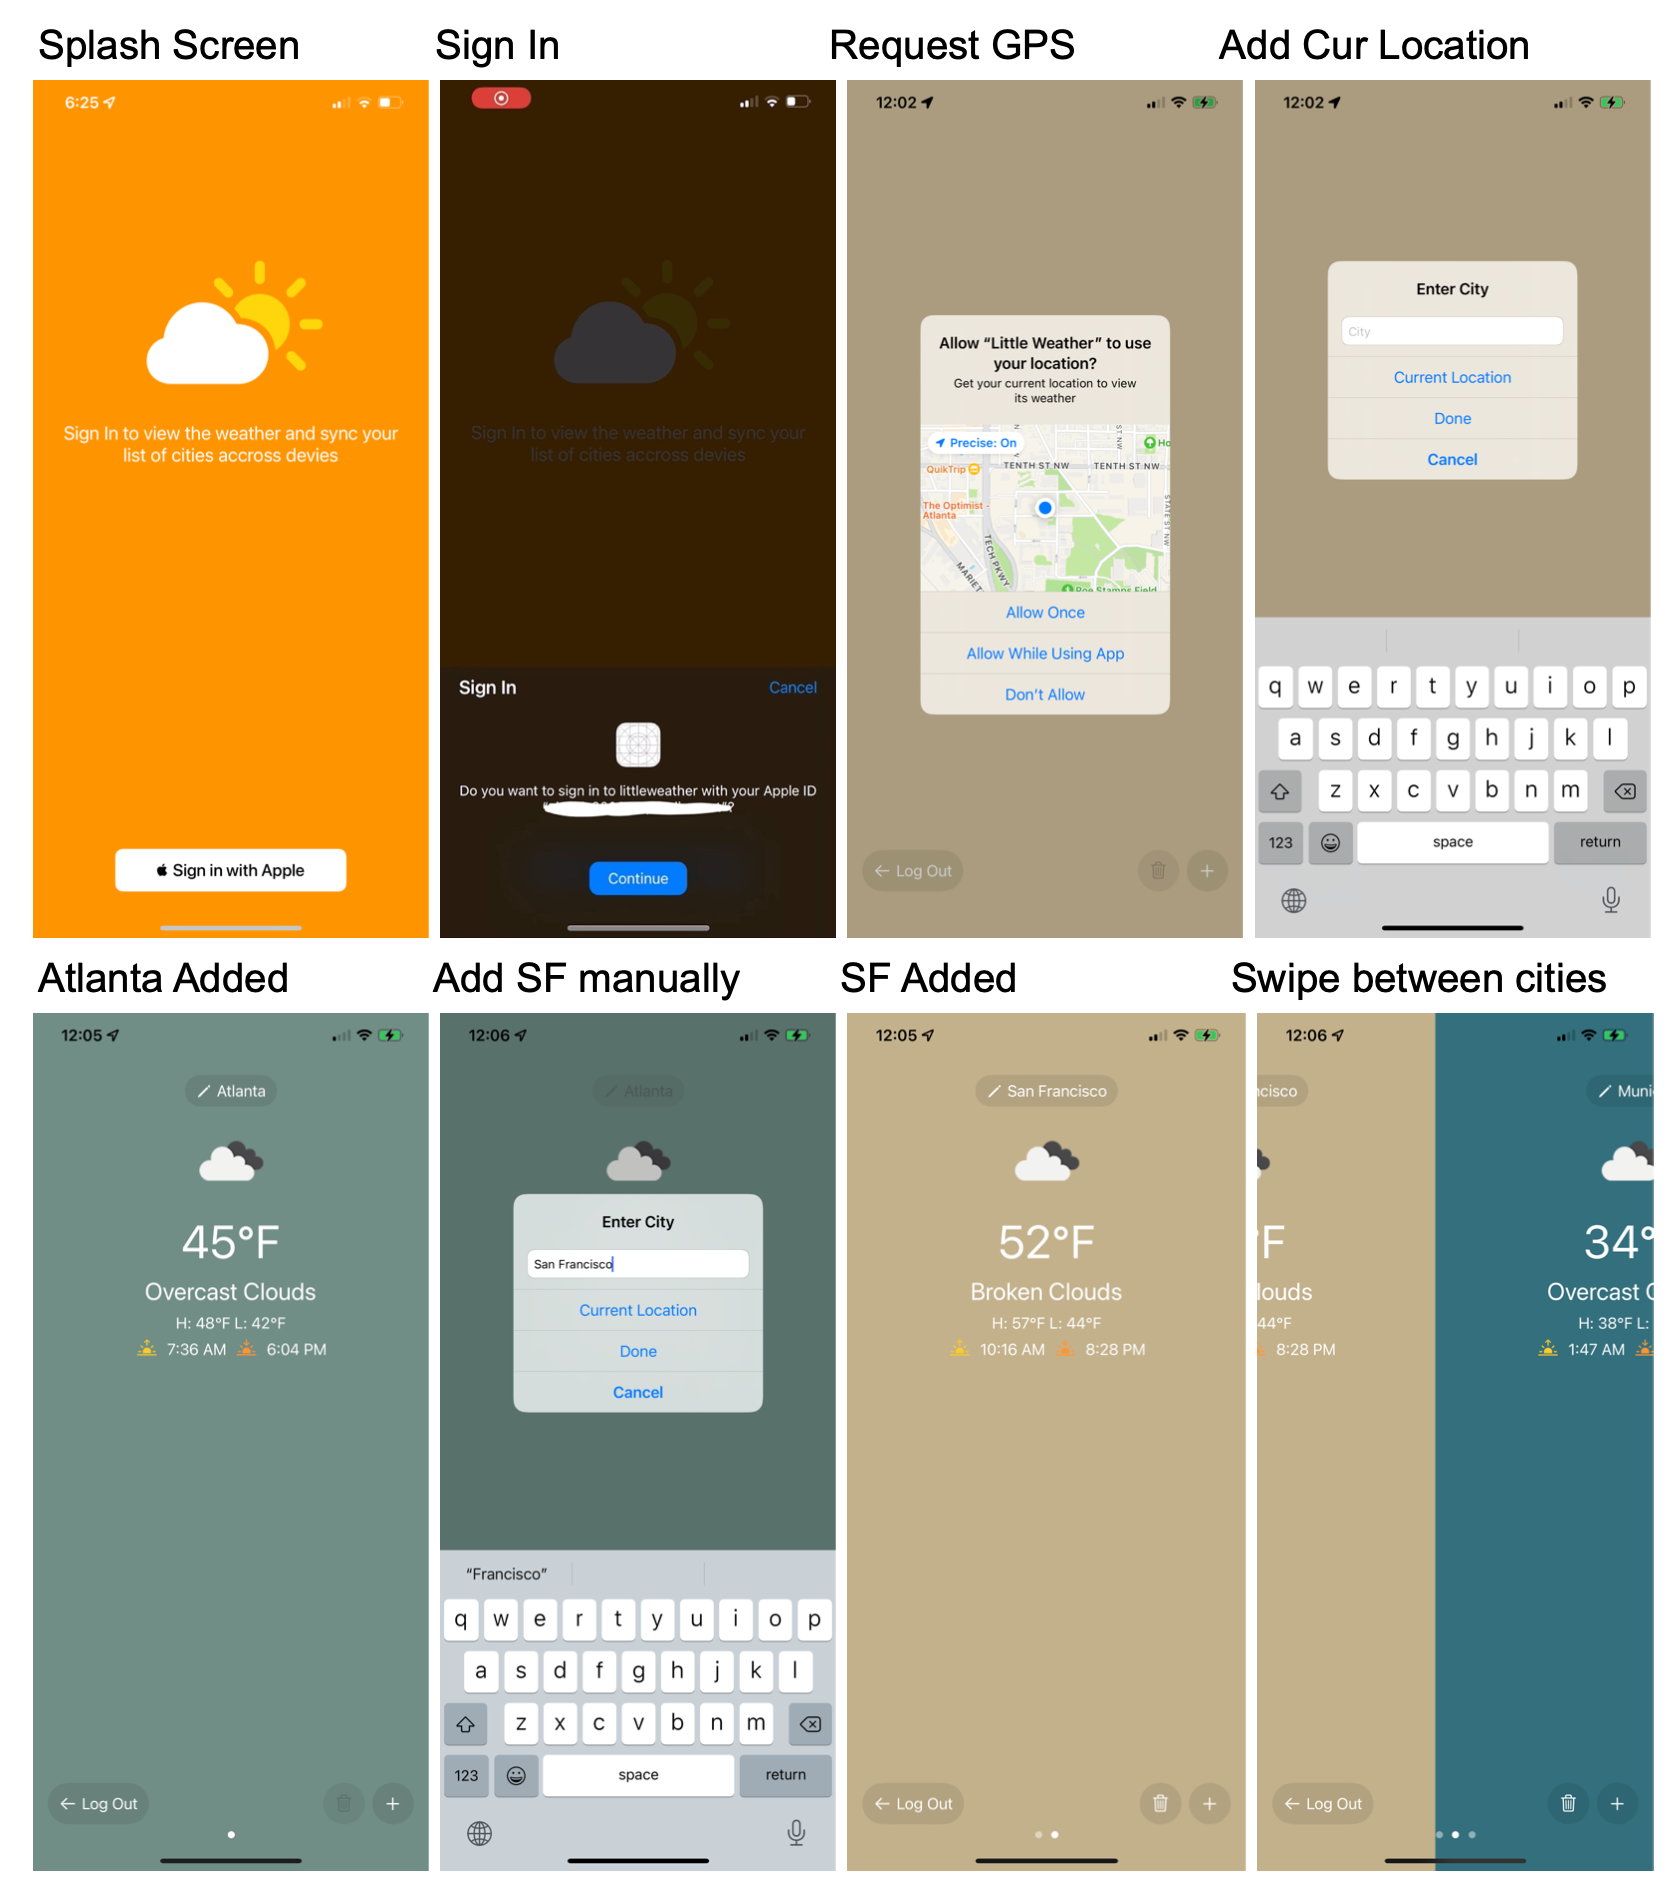 Splash Screen
Sign In
Request GPS
Add Cur Location
6:25
Sign In to view the weather and sync your
list of cities accross devies
Sign in with Apple
Sign In to view the weather and sync your
list of cities accross devies
Sign In
Cancel
Do you want to sign in to littleweather with your Apple ID
Continue
12:02
Allow “Little Weather” to use
your location?
Get your current location to view
its weather
Precise: On
QuikTrip
TENTH ST NW
TENTH ST NW
ST NW
Ho
The Optimist -
Atlanta
STATE ST NW
TECH PKWY
MARIET
Roe Stamps Field
Allow Once
Allow While Using App
Don’t Allow
← Log Out
+
12:02
Enter City
City
Current Location
Done
Cancel
q w e r t y u i o p
a s d f g h j k l
z x c v b n m
123
space
return
Atlanta Added
Add SF manually
SF Added
Swipe between cities
12:05
Atlanta
45°F
Overcast Clouds
H: 48°F L: 42°F
7:36 AM 6:04 PM
← Log Out
+
12:06
Atlanta
Enter City
San Francisco
Current Location
Done
Cancel
“Francisco”
q w e r t y u i o p
a s d f g h j k l
z x c v b n m
123
space
return
12:05
San Francisco
52°F
Broken Clouds
H: 57°F L: 44°F
10:16 AM 8:28 PM
← Log Out
+
12:06
ncisco
Muni
°F
34°
louds
Overcast C
44°F
H: 38°F L:
8:28 PM
1:47 AM
← Log Out
+